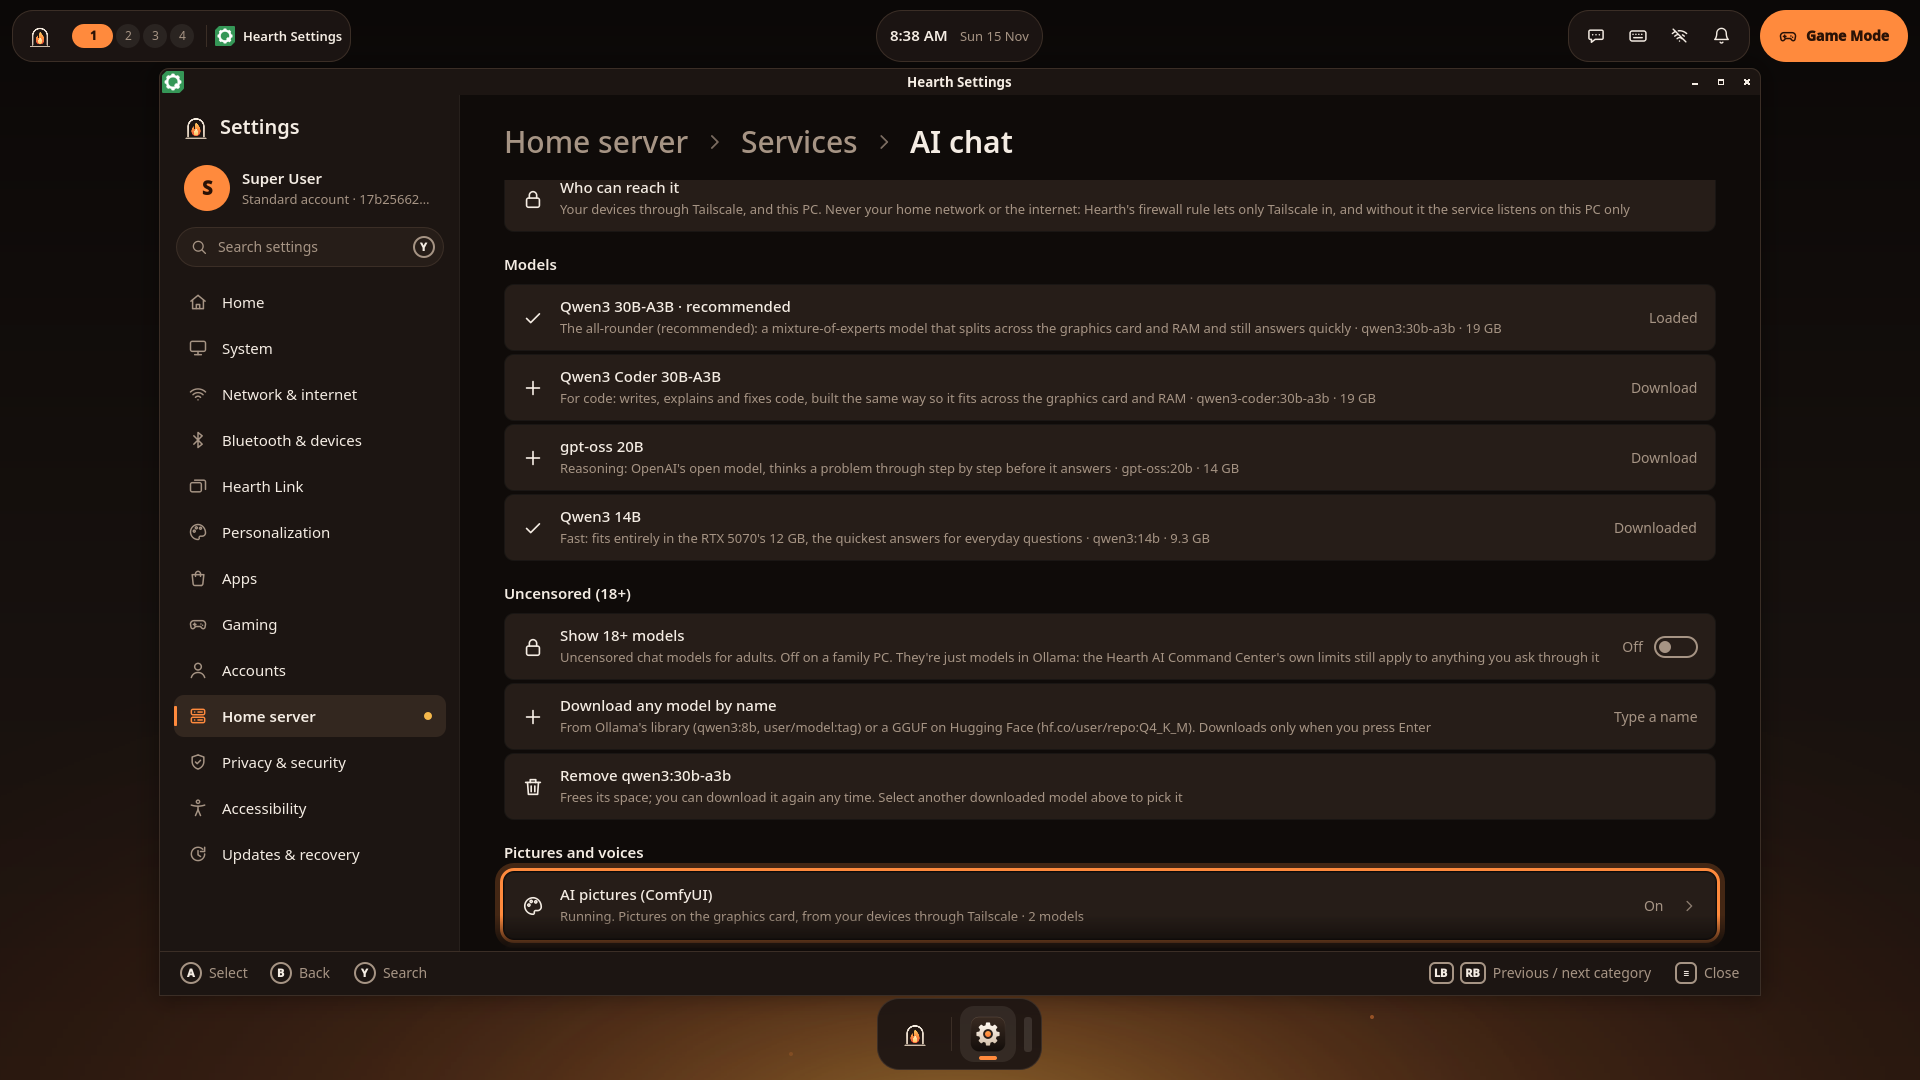 1 2 3 4 Hearth Settings
8:38 AM Sun 15 Nov
Game Mode
Hearth Settings
Settings
S
Super User
Standard account · 17b25662...
Search settings Y
Home
System
Network & internet
Bluetooth & devices
Hearth Link
Personalization
Apps
Gaming
Accounts
Home server
Privacy & security
Accessibility
Updates & recovery
Home server > Services > AI chat
Who can reach it
Your devices through Tailscale, and this PC. Never your home network or the internet: Hearth's firewall rule lets only Tailscale in, and without it the service listens on this PC only
Models
Qwen3 30B-A3B · recommended
The all-rounder (recommended): a mixture-of-experts model that splits across the graphics card and RAM and still answers quickly · qwen3:30b-a3b · 19 GB
Loaded
Qwen3 Coder 30B-A3B
For code: writes, explains and fixes code, built the same way so it fits across the graphics card and RAM · qwen3-coder:30b-a3b · 19 GB
Download
gpt-oss 20B
Reasoning: OpenAI's open model, thinks a problem through step by step before it answers · gpt-oss:20b · 14 GB
Download
Qwen3 14B
Fast: fits entirely in the RTX 5070's 12 GB, the quickest answers for everyday questions · qwen3:14b · 9.3 GB
Downloaded
Uncensored (18+)
Show 18+ models
Uncensored chat models for adults. Off on a family PC. They're just models in Ollama: the Hearth AI Command Center's own limits still apply to anything you ask through it
Off
Download any model by name
From Ollama's library (qwen3:8b, user/model:tag) or a GGUF on Hugging Face (hf.co/user/repo:Q4_K_M). Downloads only when you press Enter
Type a name
Remove qwen3:30b-a3b
Frees its space; you can download it again any time. Select another downloaded model above to pick it
Pictures and voices
AI pictures (ComfyUI)
Running. Pictures on the graphics card, from your devices through Tailscale · 2 models
On
A Select B Back Y Search
LB RB Previous / next category ≡ Close